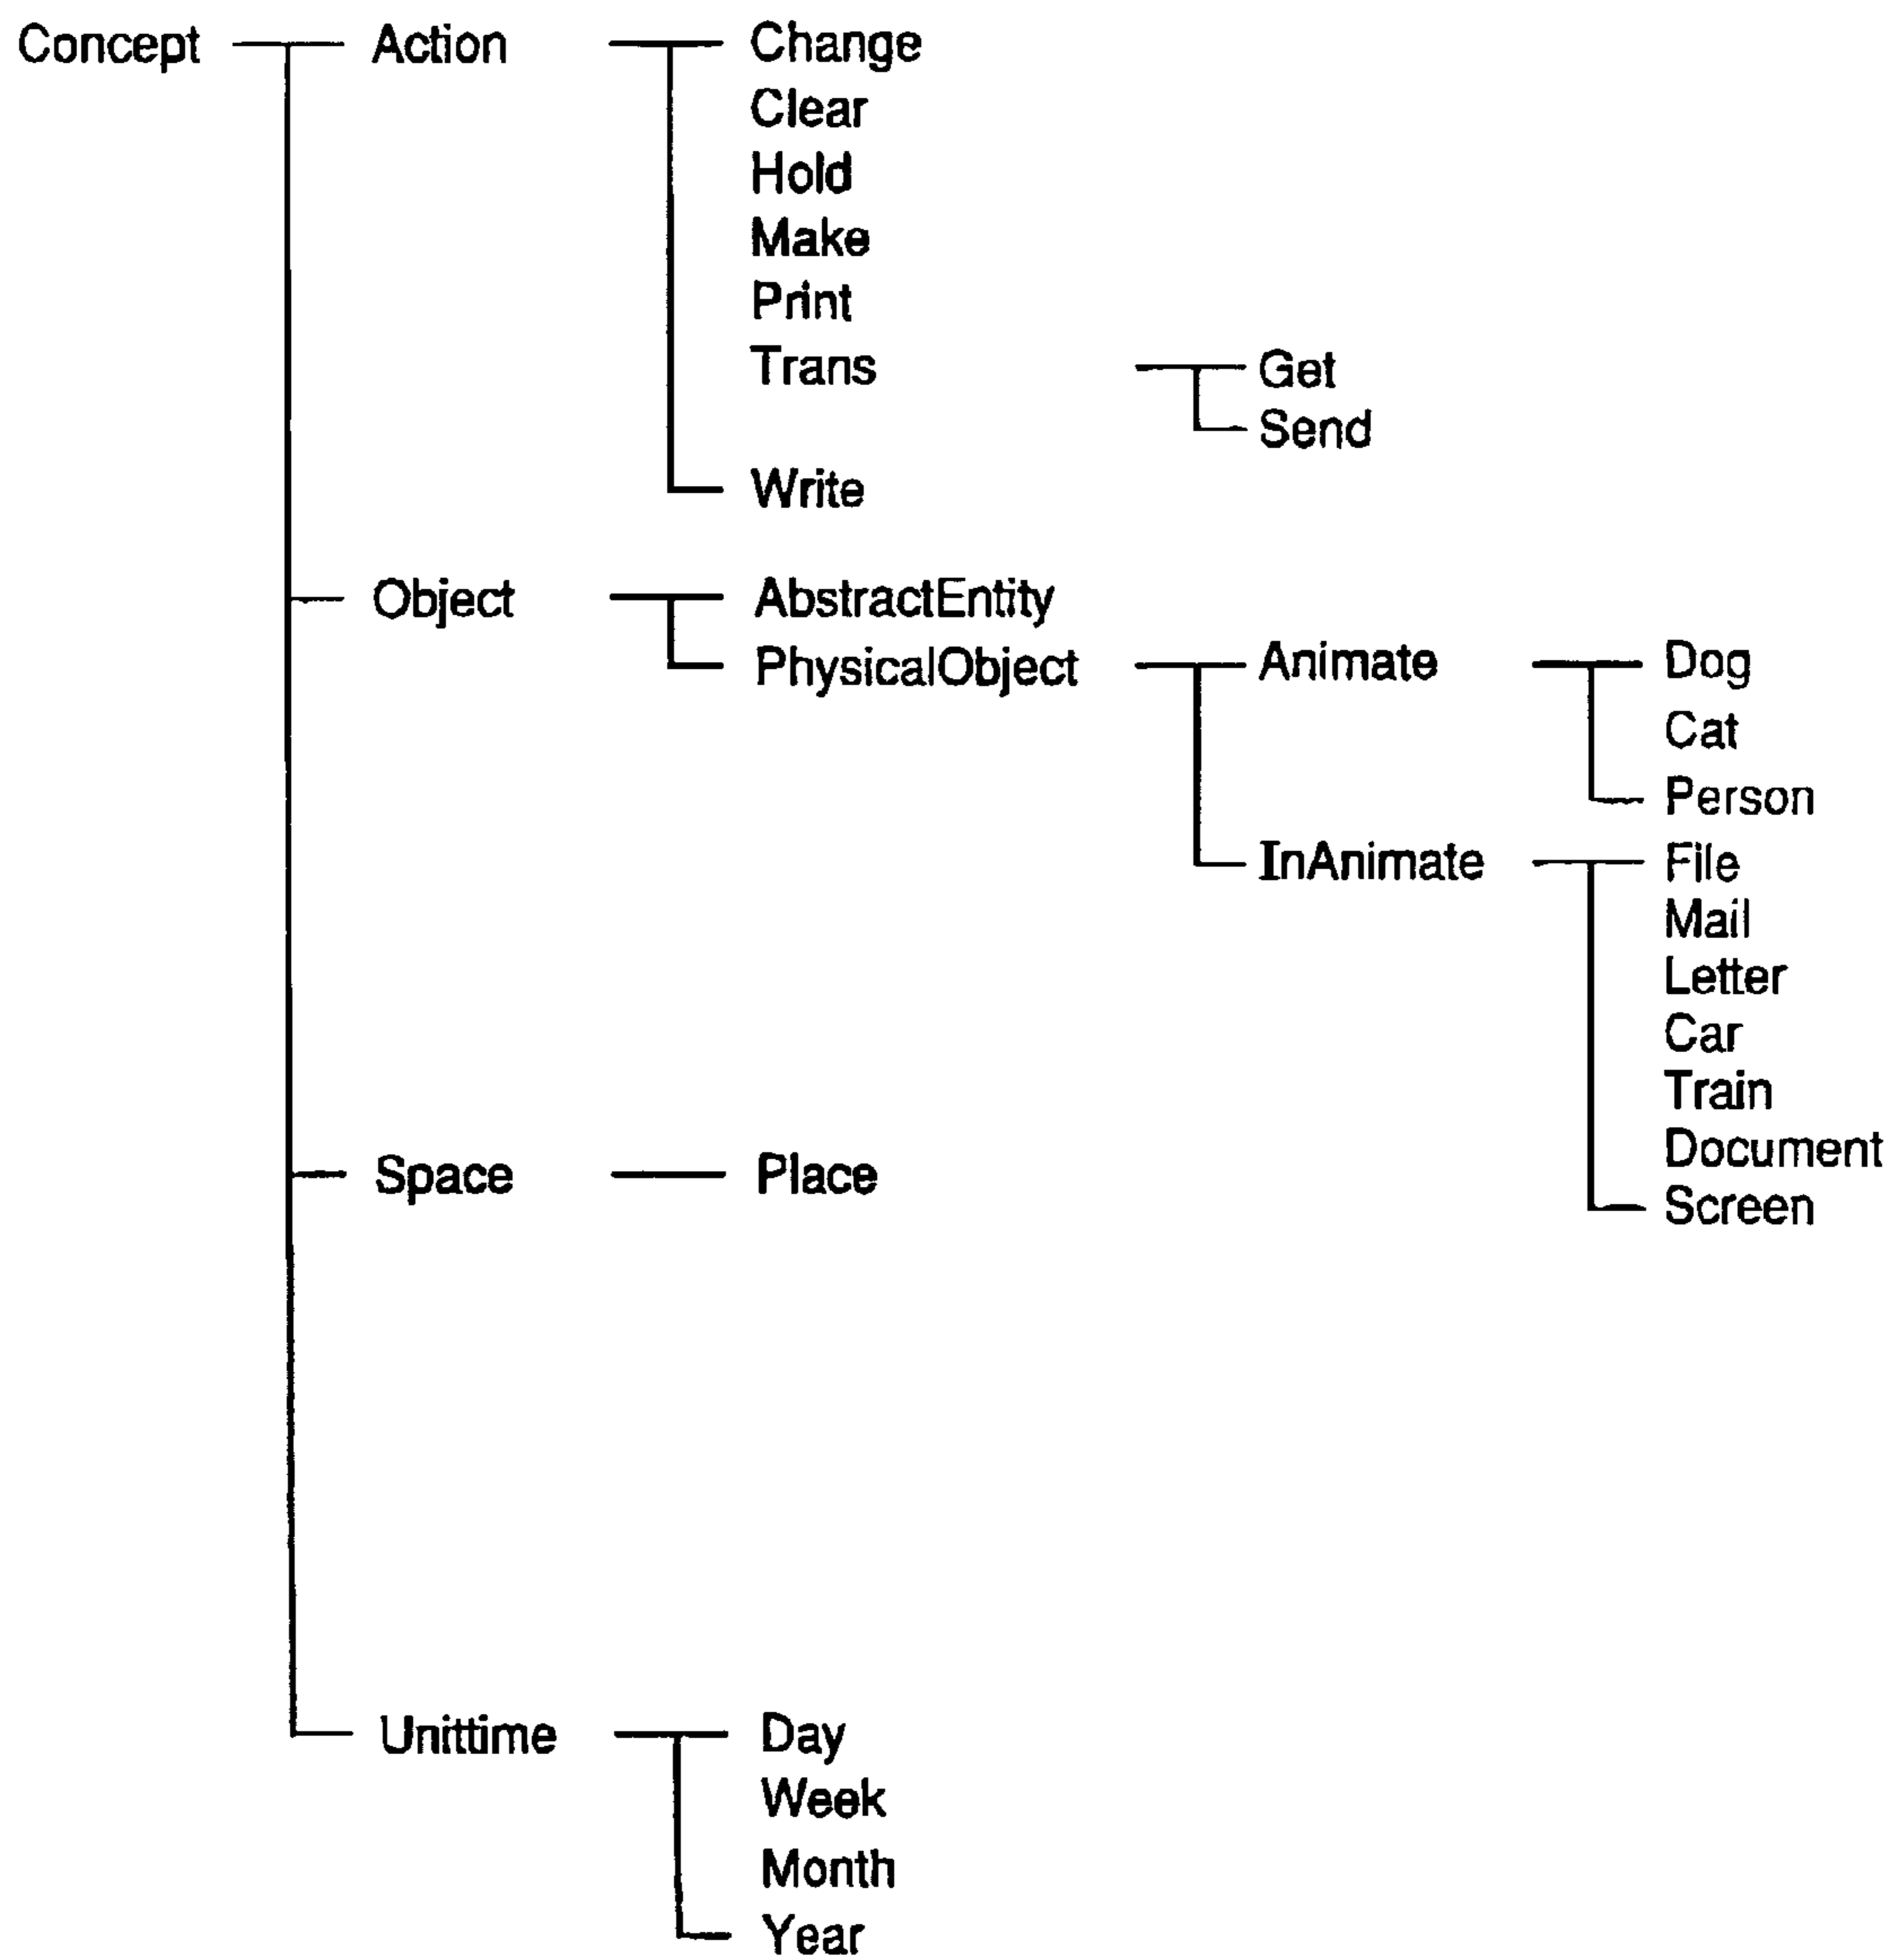 Concept Action Change
Clear
Hold
Make
Print
Trans Get
Send
Write
Object AbstractEntity
PhysicalObject Animate Dog
Cat
Person
InAnimate File
Mail
Letter
Car
Train
Document
Space Place
Screen
Unittime Day
Week
Month
Year